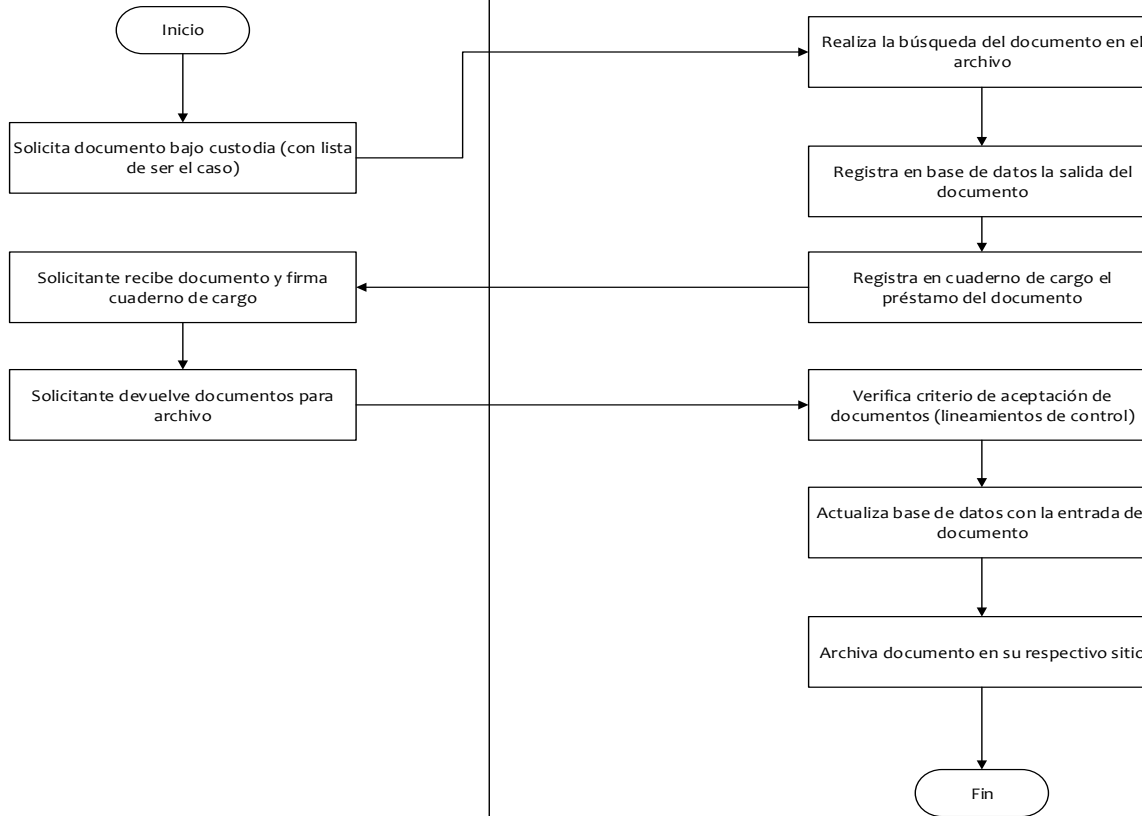 Inicio
Solicita documento bajo custodia (con lista
de ser el caso)
Realiza la búsqueda del documento en el
archivo
Registra en base de datos la salida del
documento
Registra en cuaderno de cargo el
préstamo del documento
Solicitante recibe documento y firma
cuaderno de cargo
Solicitante devuelve documentos para
archivo
Verifica criterio de aceptación de
documentos (lineamientos de control)
Actualiza base de datos con la entrada de
documento
Archiva documento en su respectivo sitio
Fin